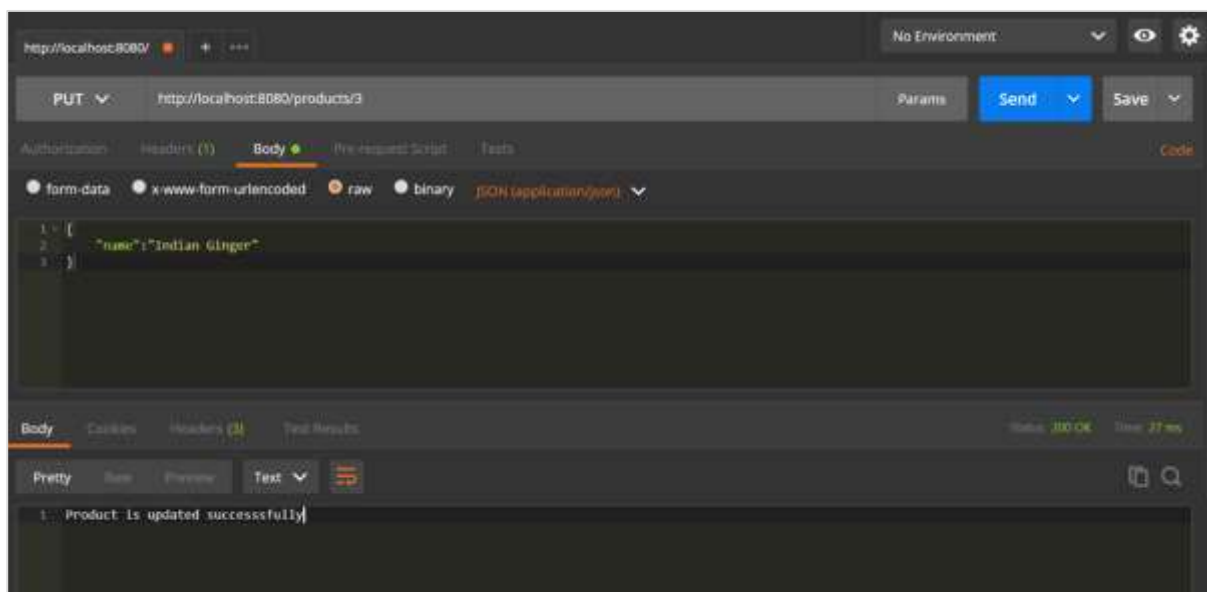 http://localhost:8080/
No Environment
PUT http://localhost:8080/products/3 Params Send Save
Authorization Headers (1) Body Pre-request Script Tests Code
form-data x-www-form-urlencoded raw binary JSON (application/json)
1 {
2 "name":"Indian Ginger"
3 }
Body Cookies Headers (3) Test Results Status: 200 OK Time: 27 ms
Pretty Raw Preview Text
1 Product is updated successsfully